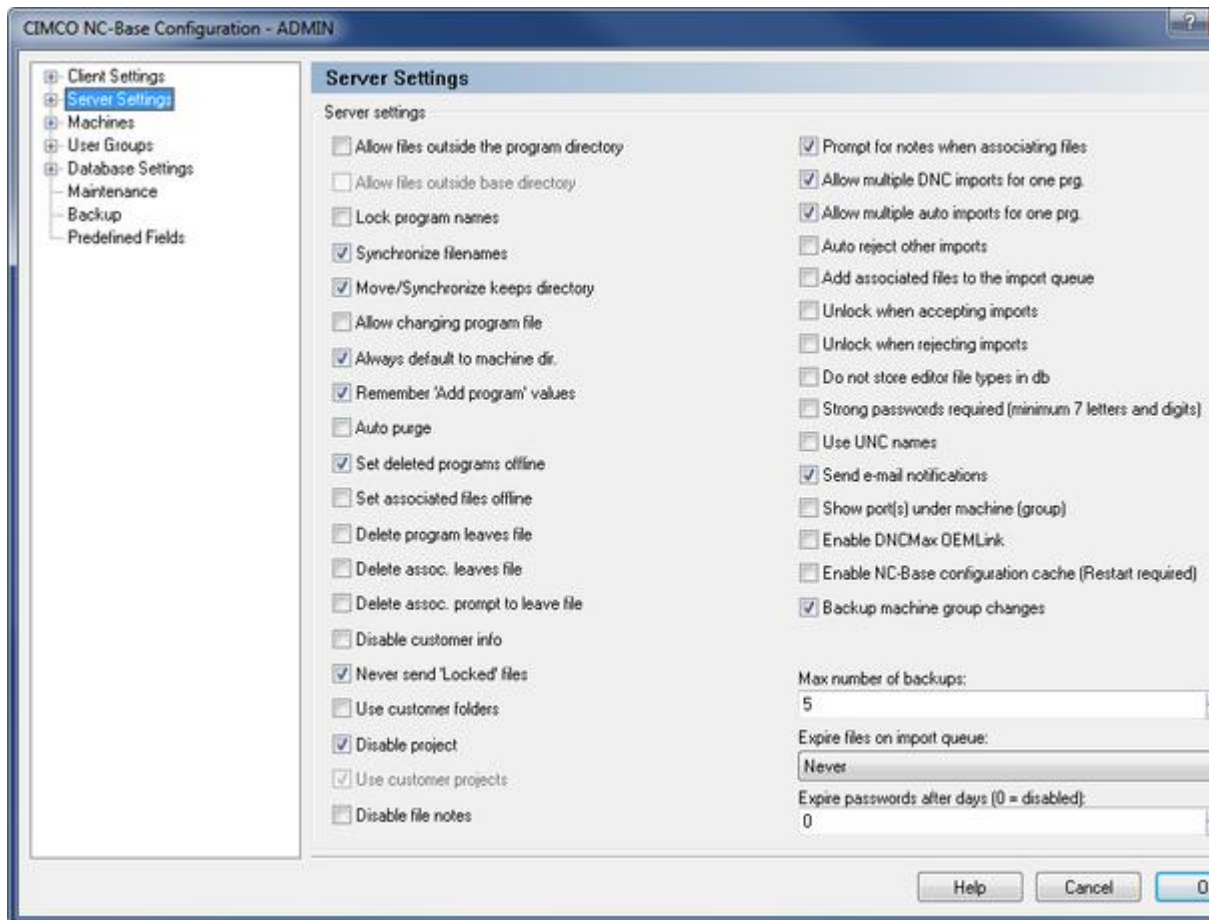 CIMCO NC-Base Configuration - ADMIN
Client Settings
Server Settings
Machines
User Groups
Database Settings
Maintenance
Backup
Predefined Fields
Server Settings
Server settings
Allow files outside the program directory
Allow files outside base directory
Lock program names
Synchronize filenames
Move/Synchronize keeps directory
Allow changing program file
Always default to machine dir.
Remember 'Add program' values
Auto purge
Set deleted programs offline
Set associated files offline
Delete program leaves file
Delete assoc. leaves file
Delete assoc. prompt to leave file
Disable customer info
Never send 'Locked' files
Use customer folders
Disable project
Use customer projects
Disable file notes
Prompt for notes when associating files
Allow multiple DNC imports for one prg.
Allow multiple auto imports for one prg.
Auto reject other imports
Add associated files to the import queue
Unlock when accepting imports
Unlock when rejecting imports
Do not store editor file types in db
Strong passwords required (minimum 7 letters and digits)
Use UNC names
Send e-mail notifications
Show port(s) under machine (group)
Enable DNCMax OEMLink
Enable NC-Base configuration cache (Restart required)
Backup machine group changes
Max number of backups:
5
Expire files on import queue:
Never
Expire passwords after days (0 = disabled):
0
Help
Cancel